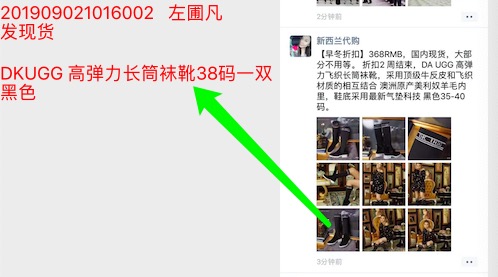 201909021016002 左圃凡
发现货
DKUGG 高弹力长筒袜靴38码一双
黑色
2分钟前
新西兰代购
【早冬折扣】368RMB，国内现货，大部
分不用等。 折扣2 周结束，DA UGG 高弹
力飞织长筒袜靴，采用顶级牛反皮和飞织
材质的相互结合 澳洲原产美利奴羊毛内
里，鞋底采用最新气垫科技 黑色35-40
码。
3分钟前